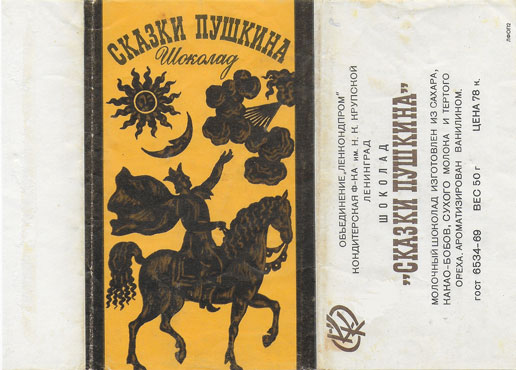 СКАЗКИ ПУШКИНА
Шоколад
ОБЪЕДИНЕНИЕ „ЛЕНКОНДПРОМ"
КОНДИТЕРСКАЯ Ф-КА им. Н. К. КРУПСКОЙ
ЛЕНИНГРАД
ШОКОЛАД
"СКАЗКИ ПУШКИНА"
МОЛОЧНЫЙ ШОКОЛАД ИЗГОТОВЛЕН ИЗ САХАРА,
КАКАО-БОБОВ, СУХОГО МОЛОКА И ТЕРТОГО
ОРЕХА. АРОМАТИЗИРОВАН ВАНИЛИНОМ.
гост 6534-69 ВЕС 50 г ЦЕНА 78 к.